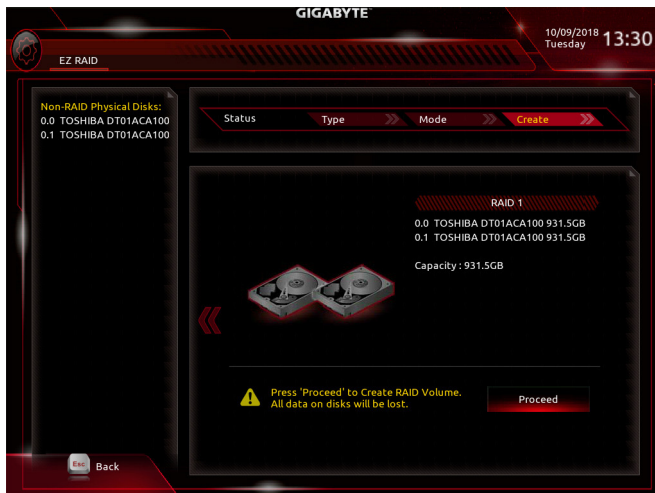 GIGABYTE
10/09/2018
Tuesday
13:30
EZ RAID
Non-RAID Physical Disks:
0.0 TOSHIBA DT01ACA100
0.1 TOSHIBA DT01ACA100
Status Type Mode Create
RAID 1
0.0 TOSHIBA DT01ACA100 931.5GB
0.1 TOSHIBA DT01ACA100 931.5GB
Capacity : 931.5GB
Press 'Proceed' to Create RAID Volume.
All data on disks will be lost.
Proceed
Esc Back